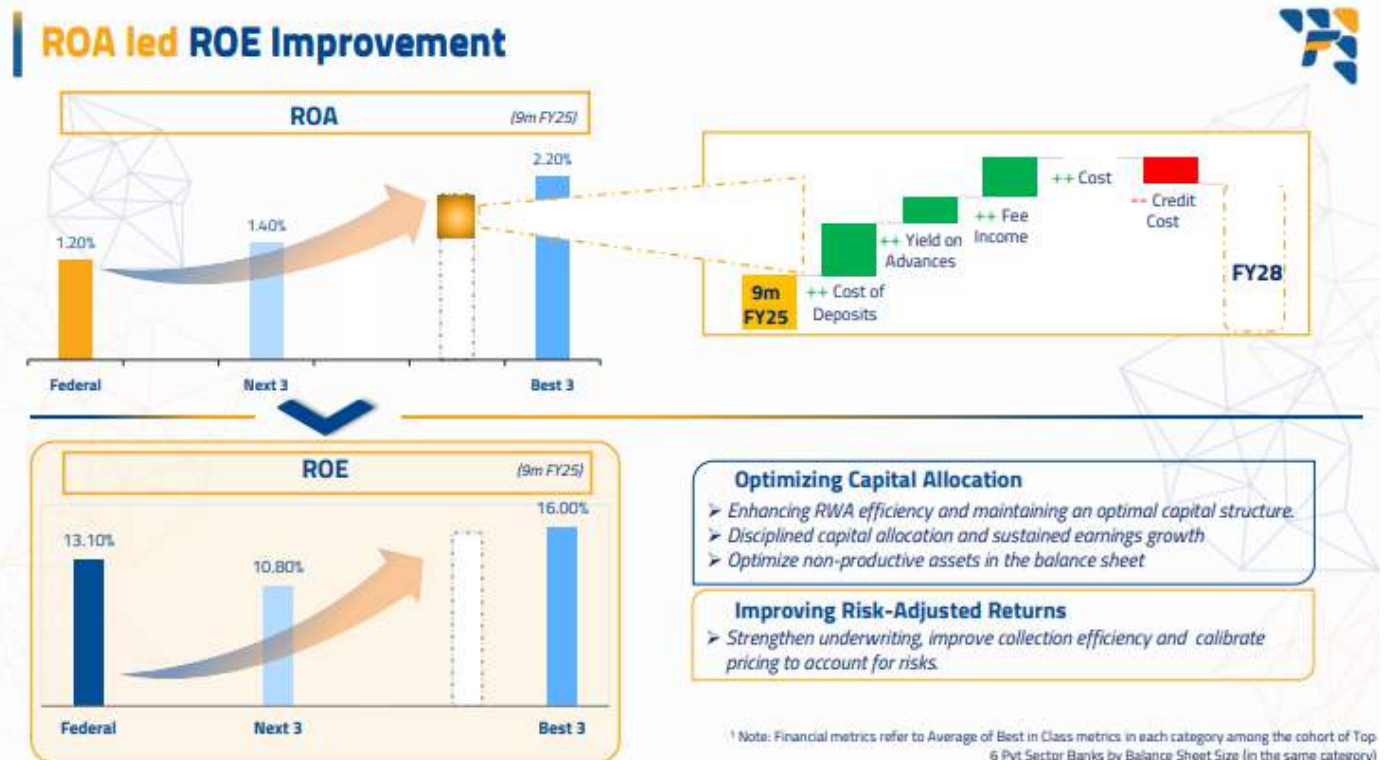 ROA led ROE Improvement
ROA
(9m FY25)
1.20%
1.40%
2.20%
Federal
Next 3
Best 3
9m
FY25
++ Cost of
Deposits
++ Yield on
Advances
++ Fee
Income
++ Cost
-- Credit
Cost
FY28
ROE
(9m FY25)
13.10%
10.80%
16.00%
Federal
Next 3
Best 3
Optimizing Capital Allocation
➢ Enhancing RWA efficiency and maintaining an optimal capital structure.
➢ Disciplined capital allocation and sustained earnings growth
➢ Optimize non-productive assets in the balance sheet
Improving Risk-Adjusted Returns
➢ Strengthen underwriting, improve collection efficiency and calibrate
pricing to account for risks.
¹ Note: Financial metrics refer to Average of Best in Class metrics in each category among the cohort of Top
6 Pvt Sector Banks by Balance Sheet Size (in the same category)